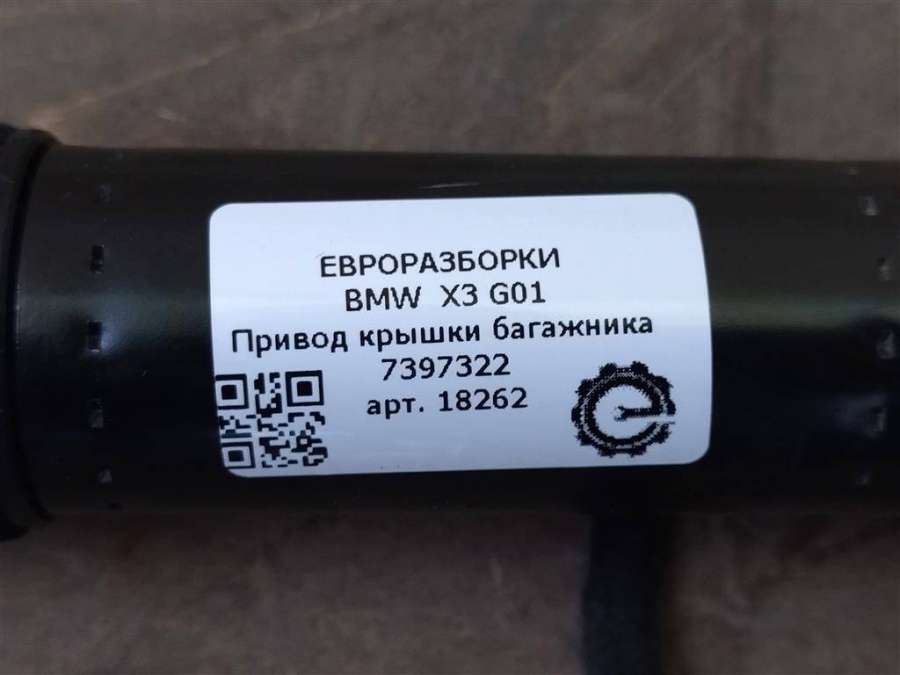 ЕВРОРАЗБОРКИ
BMW X3 G01
Привод крышки багажника
7397322
арт. 18262